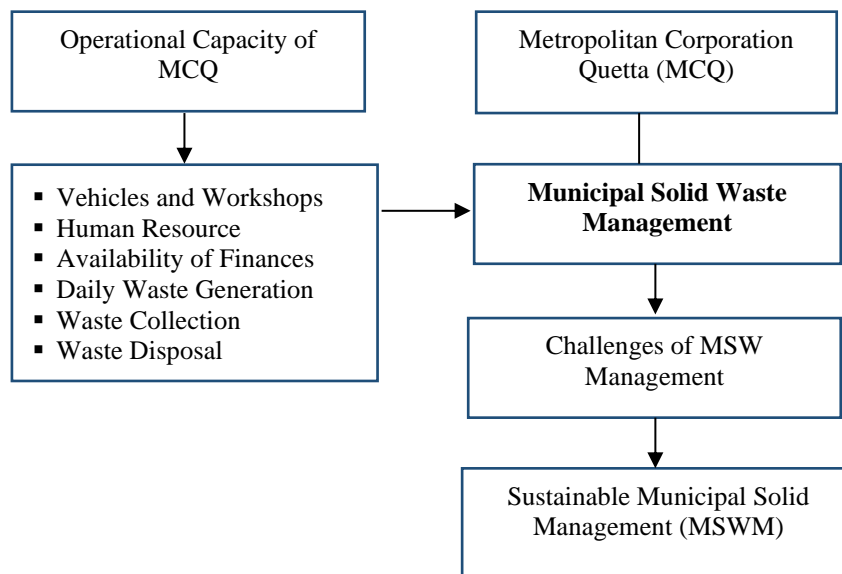 Operational Capacity of
MCQ
Metropolitan Corporation
Quetta (MCQ)
▪ Vehicles and Workshops
▪ Human Resource
▪ Availability of Finances
▪ Daily Waste Generation
▪ Waste Collection
▪ Waste Disposal
Municipal Solid Waste
Management
Challenges of MSW
Management
Sustainable Municipal Solid
Management (MSWM)